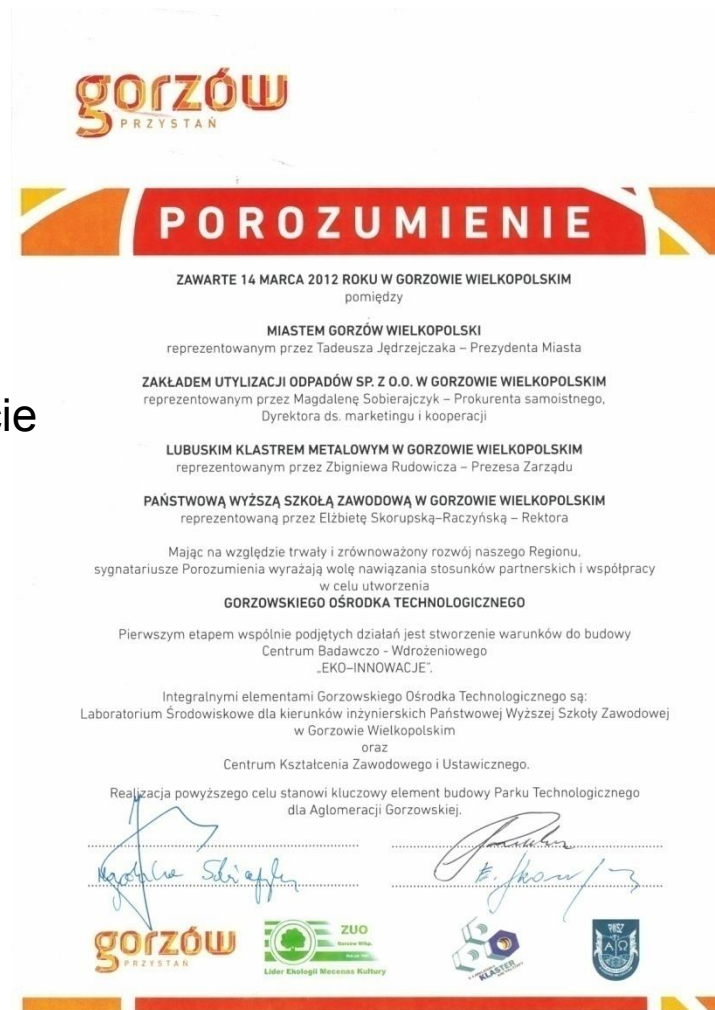 gorzów
PRZYSTAŃ
POROZUMIENIE
ZAWARTE 14 MARCA 2012 ROKU W GORZOWIE WIELKOPOLSKIM
pomiędzy
MIASTEM GORZÓW WIELKOPOLSKI
reprezentowanym przez Tadeusza Jędrzejczaka – Prezydenta Miasta
ZAKŁADEM UTYLIZACJI ODPADÓW SP. Z O.O. W GORZOWIE WIELKOPOLSKIM
reprezentowanym przez Magdalenę Sobierajczyk – Prokurenta samoistnego,
Dyrektora ds. marketingu i kooperacji
cie
LUBUSKIM KLASTREM METALOWYM W GORZOWIE WIELKOPOLSKIM
reprezentowanym przez Zbigniewa Rudowicza – Prezesa Zarządu
PAŃSTWOWĄ WYŻSZĄ SZKOŁĄ ZAWODOWĄ W GORZOWIE WIELKOPOLSKIM
reprezentowaną przez Elżbietę Skorupską–Raczyńską – Rektora
Mając na względzie trwały i zrównoważony rozwój naszego Regionu,
sygnatariusze Porozumienia wyrażają wolę nawiązania stosunków partnerskich i współpracy
w celu utworzenia
GORZOWSKIEGO OŚRODKA TECHNOLOGICZNEGO
Pierwszym etapem wspólnie podjętych działań jest stworzenie warunków do budowy
Centrum Badawczo - Wdrożeniowego
„EKO–INNOWACJE”.
Integralnymi elementami Gorzowskiego Ośrodka Technologicznego są:
Laboratorium Środowiskowe dla kierunków inżynierskich Państwowej Wyższej Szkoły Zawodowej
w Gorzowie Wielkopolskim
oraz
Centrum Kształcenia Zawodowego i Ustawicznego.
Realizacja powyższego celu stanowi kluczowy element budowy Parku Technologicznego
dla Aglomeracji Gorzowskiej.
gorzów
PRZYSTAŃ
ZUO
Gorzów Wlkp.
Lider Ekologii Mecenas Kultury
KLASTER
PWSZ
A Ω